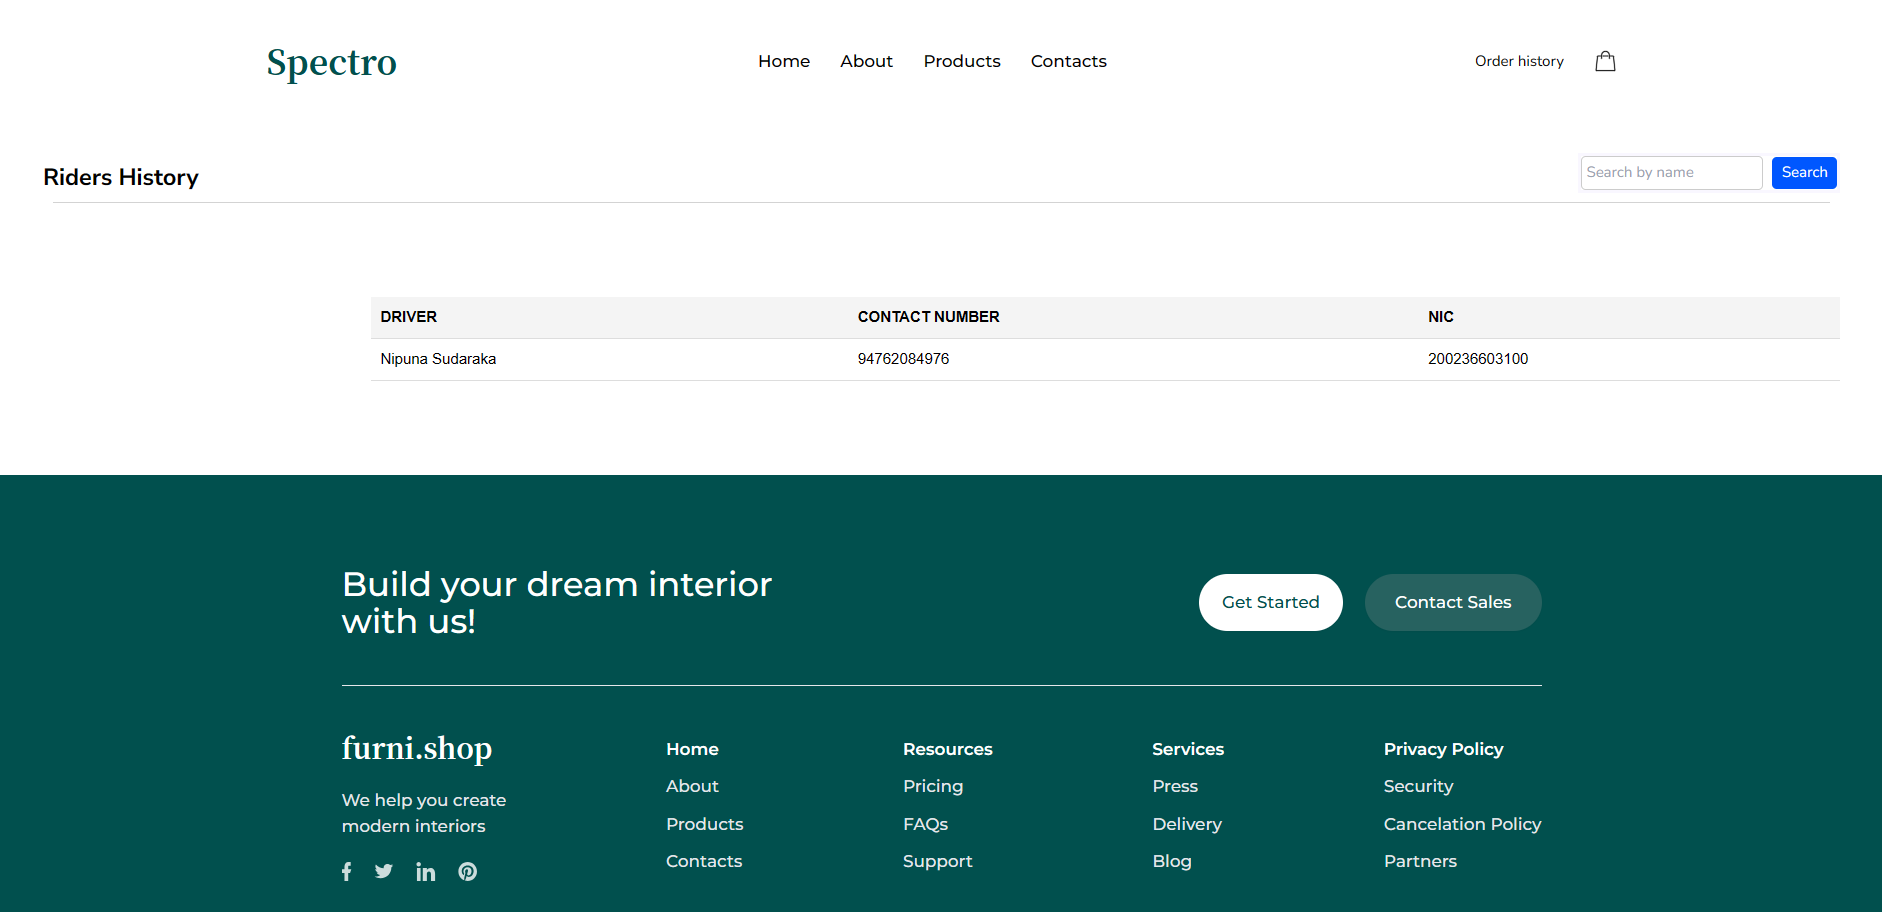 Spectro
Home About Products Contacts
Order history
Riders History
Search by name Search
DRIVER CONTACT NUMBER NIC
Nipuna Sudaraka 94762084976 200236603100
Build your dream interior
with us!
Get Started Contact Sales
furni.shop
We help you create
modern interiors
Home
About
Products
Contacts
Resources
Pricing
FAQs
Support
Services
Press
Delivery
Blog
Privacy Policy
Security
Cancelation Policy
Partners